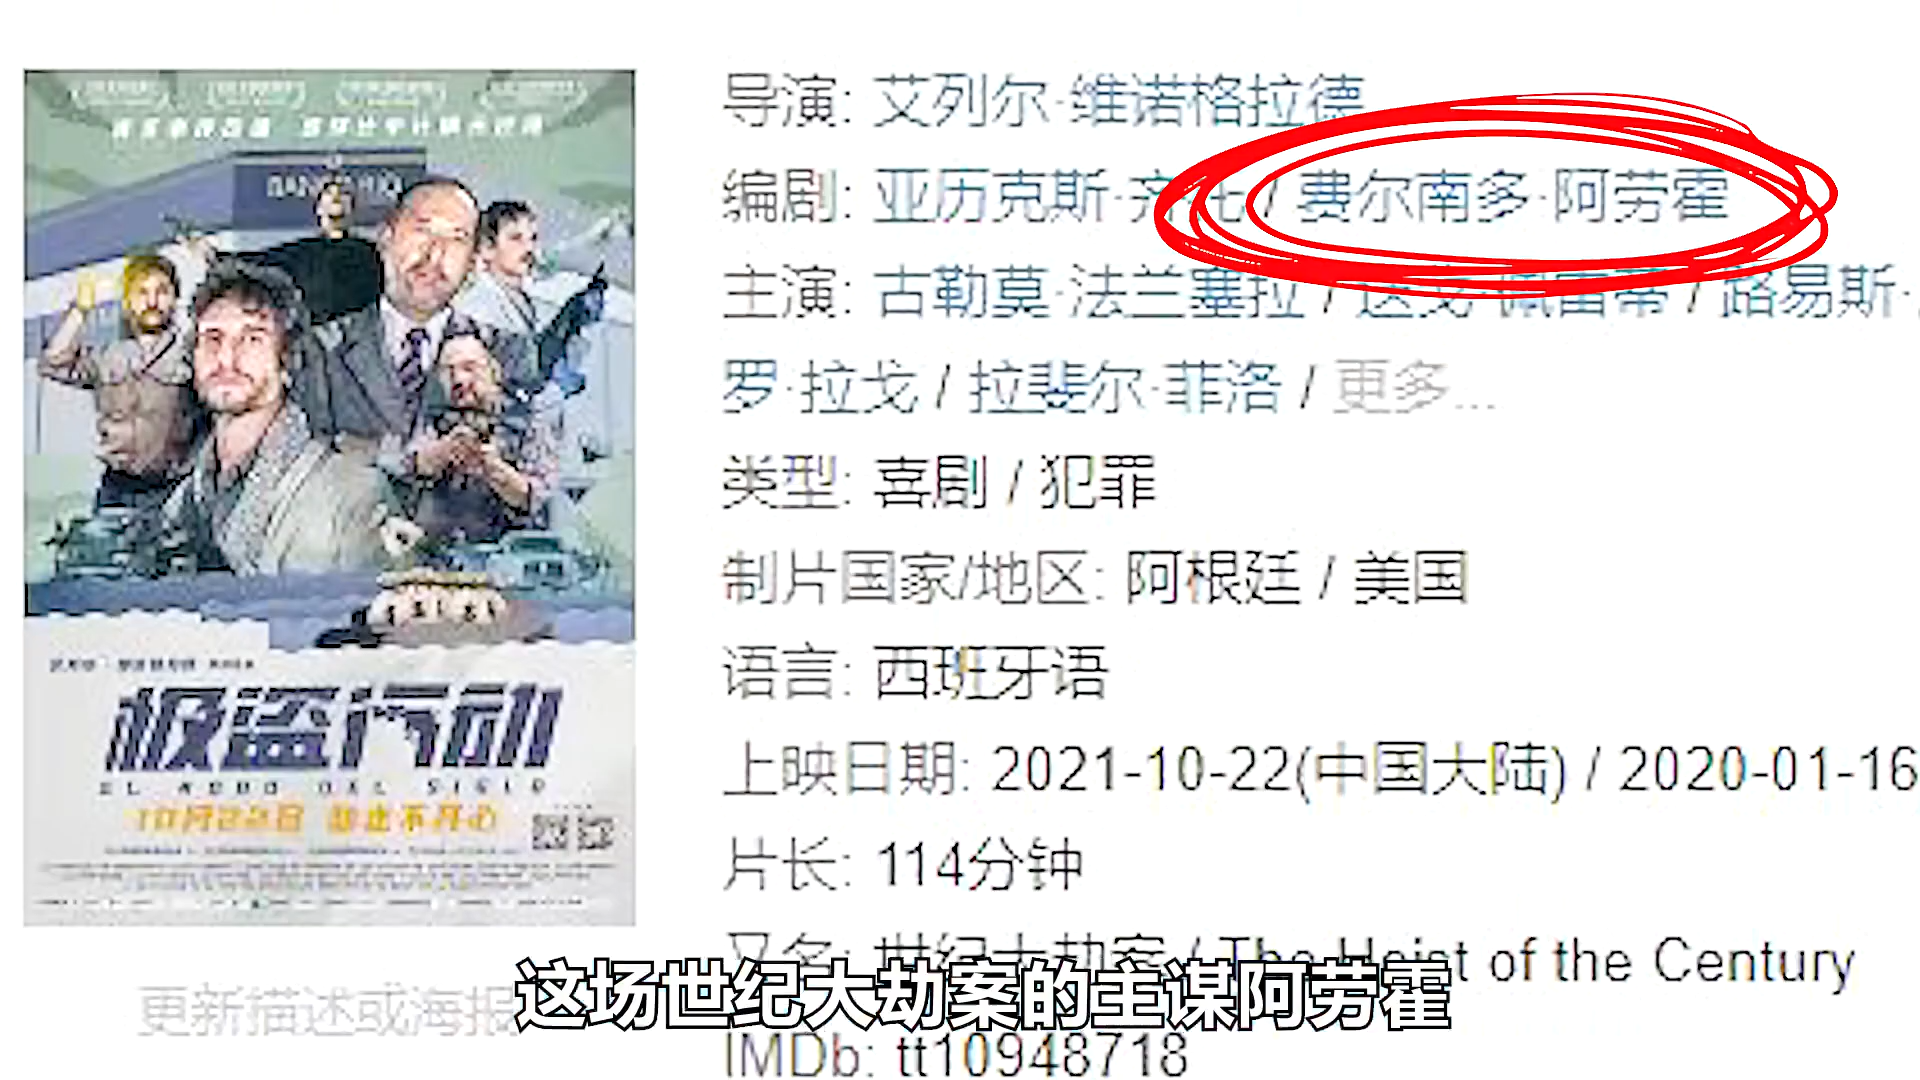 导演: 艾列尔·维诺格拉德
编剧: 亚历克斯·齐托 / 费尔南多·阿劳霍
主演: 古勒莫·法兰塞拉 / 迭戈·佩雷蒂 / 路易斯·
罗·拉戈 / 拉斐尔·菲洛 / 更多...
类型: 喜剧 / 犯罪
制片国家/地区: 阿根廷 / 美国
语言: 西班牙语
上映日期: 2021-10-22(中国大陆) / 2020-01-16
片长: 114分钟
又名: 世纪大劫案 / The Heist of the Century
IMDb: tt10948718
极盗行动
EL ROBO DEL SIGLO
更新描述或海报
这场世纪大劫案的主谋阿劳霍